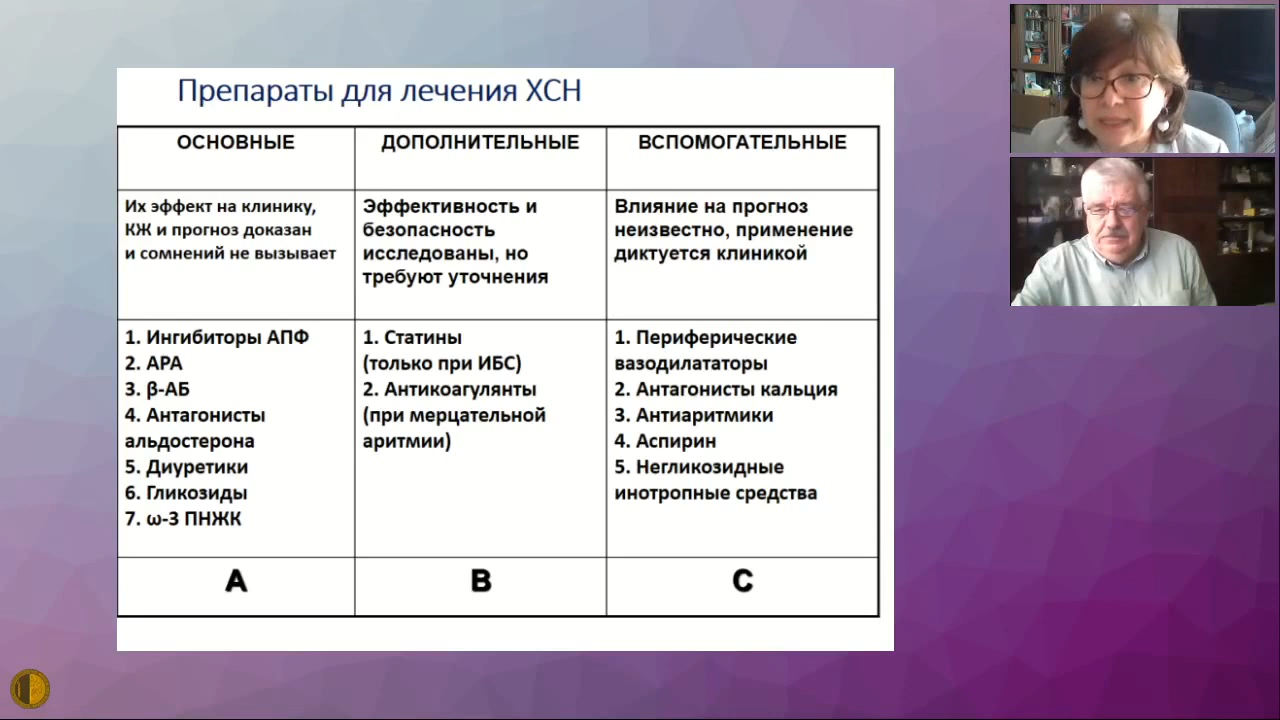 Препараты для лечения ХСН
ОСНОВНЫЕ
ДОПОЛНИТЕЛЬНЫЕ
ВСПОМОГАТЕЛЬНЫЕ
Их эффект на клинику,
КЖ и прогноз доказан
и сомнений не вызывает
Эффективность и
безопасность
исследованы, но
требуют уточнения
Влияние на прогноз
неизвестно, применение
диктуется клиникой
1. Ингибиторы АПФ
2. АРА
3. β-АБ
4. Антагонисты
альдостерона
5. Диуретики
6. Гликозиды
7. ω-3 ПНЖК
1. Статины
(только при ИБС)
2. Антикоагулянты
(при мерцательной
аритмии)
1. Периферические
вазодилататоры
2. Антагонисты кальция
3. Антиаритмики
4. Аспирин
5. Негликозидные
инотропные средства
A
B
C